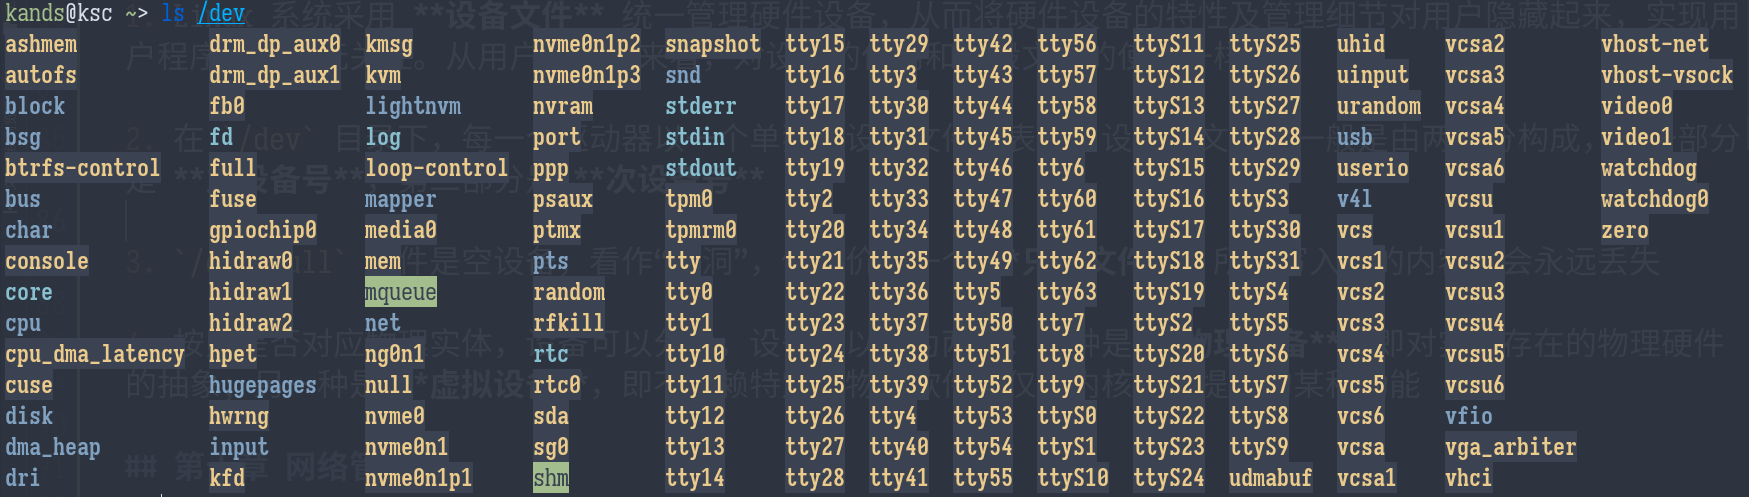 kands@ksc ~> ls /dev
ashmem drm_dp_aux0 kmsg nvme0n1p2 snapshot tty15 tty29 tty42 tty56 ttyS11 ttyS25 uhid vcsa2 vhost-net
autofs drm_dp_aux1 kvm nvme0n1p3 snd tty16 tty3 tty43 tty57 ttyS12 ttyS26 uinput vcsa3 vhost-vsock
block fb0 lightnvm nvram stderr tty17 tty30 tty44 tty58 ttyS13 ttyS27 urandom vcsa4 video0
bsg fd log port stdin tty18 tty31 tty45 tty59 ttyS14 ttyS28 usb vcsa5 video1
btrfs-control full loop-control ppp stdout tty19 tty32 tty46 tty6 ttyS15 ttyS29 userio vcsa6 watchdog
bus fuse mapper psaux tpm0 tty2 tty33 tty47 tty60 ttyS16 ttyS3 v4l vcsu watchdog0
char gpiochip0 media0 ptmx tpmrm0 tty20 tty34 tty48 tty61 ttyS17 ttyS30 vcs vcsu1 zero
console hidraw0 mem pts tty tty21 tty35 tty49 tty62 ttyS18 ttyS31 vcs1 vcsu2
core hidraw1 mqueue random tty0 tty22 tty36 tty5 tty63 ttyS19 ttyS4 vcs2 vcsu3
cpu hidraw2 net rfkill tty1 tty23 tty37 tty50 tty7 ttyS2 ttyS5 vcs3 vcsu4
cpu_dma_latency hpet ng0n1 rtc tty10 tty24 tty38 tty51 tty8 ttyS20 ttyS6 vcs4 vcsu5
cuse hugepages null rtc0 tty11 tty25 tty39 tty52 tty9 ttyS21 ttyS7 vcs5 vcsu6
disk hwrng nvme0 sda tty12 tty26 tty4 tty53 ttyS0 ttyS22 ttyS8 vcs6 vfio
dma_heap input nvme0n1 sg0 tty13 tty27 tty40 tty54 ttyS1 ttyS23 ttyS9 vcsa vga_arbiter
dri kfd nvme0n1p1 shm tty14 tty28 tty41 tty55 ttyS10 ttyS24 udmabuf vcsa1 vhci